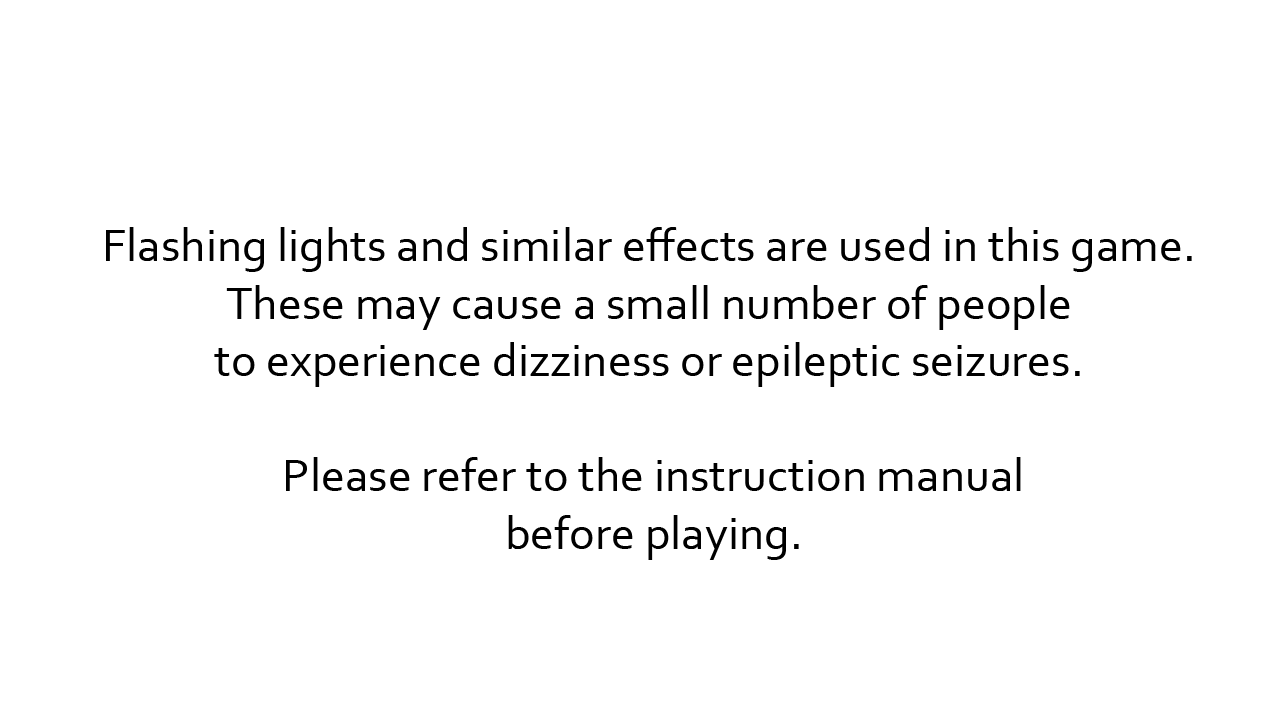 Flashing lights and similar effects are used in this game.
These may cause a small number of people
to experience dizziness or epileptic seizures.
Please refer to the instruction manual
before playing.